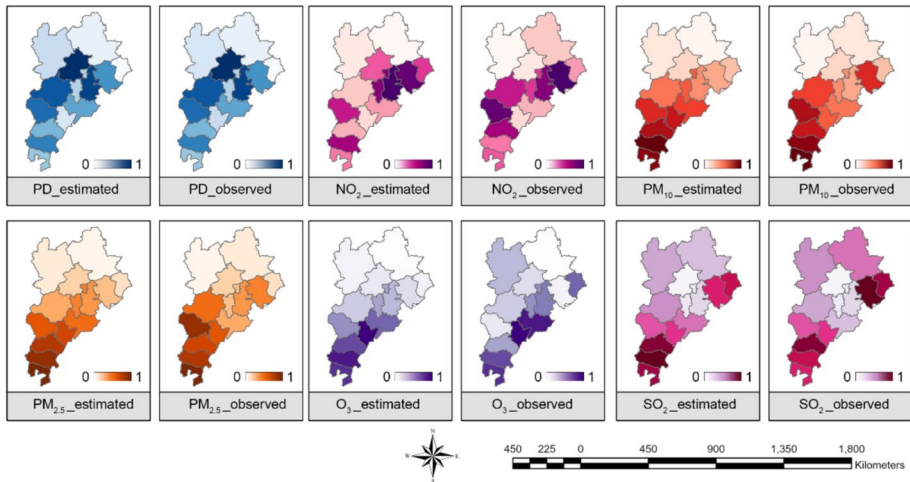 0 1
0 1
0 1
0 1
0 1
0 1
PD_estimated
PD_observed
NO₂_estimated
NO₂_observed
PM₁₀_estimated
PM₁₀_observed
0 1
0 1
0 1
0 1
0 1
0 1
PM₂.₅_estimated
PM₂.₅_observed
O₃_estimated
O₃_observed
SO₂_estimated
SO₂_observed
N
W E
S
450 225 0 450 900 1,350 1,800
Kilometers